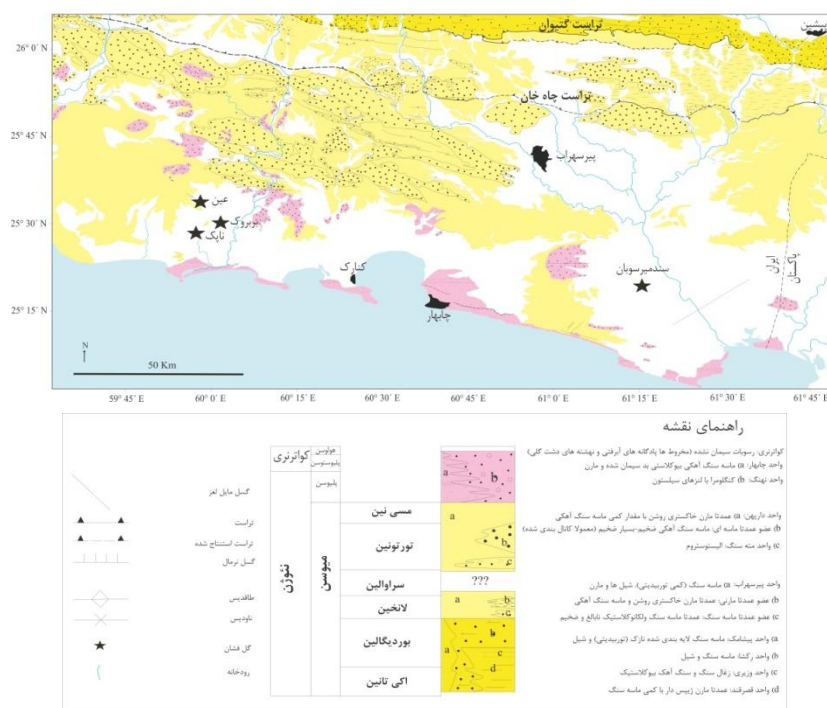 26° 0′ N
25° 45′ N
25° 30′ N
25° 15′ N
تراست گتیوان
پیشین
تراست چاه خان
پیرسهراب
عین
بربروک
ناپک
کنارک
چابهار
سندمیرسوبان
ایران
پاکستان
N
50 Km
59° 45′ E
60° 0′ E
60° 15′ E
60° 30′ E
60° 45′ E
61° 0′ E
61° 15′ E
61° 30′ E
61° 45′ E
راهنمای نقشه
کواترنری: رسوبات سیمان نشده (مخروط ها پادگانه های آبرفتی و نهشته های دشت گلی)
واحد چابهار: a) ماسه سنگ آهکی بیوکلاستی بد سیمان شده و مارن
واحد نهنگ: b) کنگلومرا با لنزهای سیلستون
واحد داریهن: a) عمدتا مارن خاکستری روشن با مقدار کمی ماسه سنگ آهکی
b) عضو عمدتا ماسه ای: ماسه سنگ آهکی ضخیم-بسیار ضخیم (معمولا کانال بندی شده)
c) واحد مته سنگ: الیستوستروم
واحد پیرسهراب: a) ماسه سنگ (کمی توربیدیتی)، شیل ها و مارن
b) عضو عمدتا مارنی: عمدتا مارن خاکستری روشن و ماسه سنگ آهکی
c) عضو عمدتا ماسه سنگ: عمدتا ماسه سنگ ولکانوکلاستیک نابالغ و ضخیم
a) واحد پیشامک: ماسه سنگ لایه بندی شده نازک (توربیدیتی) و شیل
b) واحد رکشا: ماسه سنگ و شیل
c) واحد وزیری: زغال سنگ و سنگ آهک بیوکلاستیک
d) واحد قصرقند: عمدتا مارن ژیپس دار با کمی ماسه سنگ
کواترنری
هولوسن
پلیوستوسن
نئوژن
پلیوسن
میوسن
مسی نین
تورتونین
سراوالین
لانخین
بوردیگالین
اکی تانین
a
b
a
b
c
???
a
b
c
a
b
c
d
گسل مایل لغز
تراست
تراست استنتاج شده
گسل نرمال
طاقدیس
ناودیس
گل فشان
رودخانه